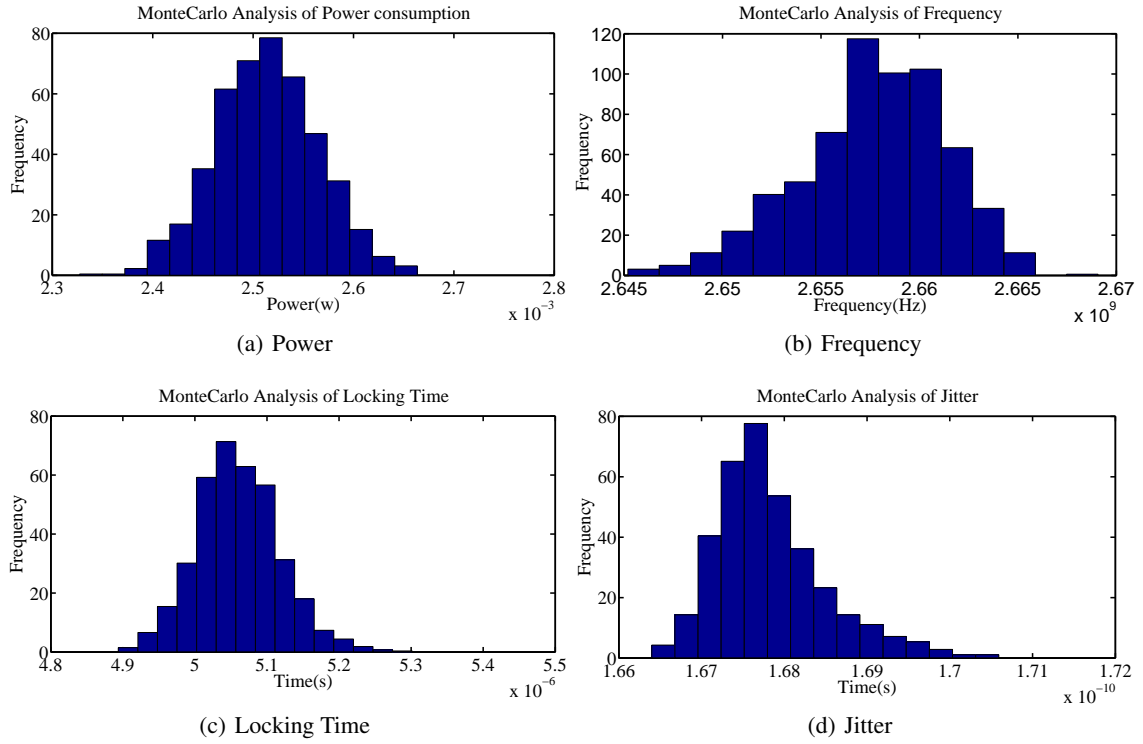 MonteCarlo Analysis of Power consumption
80
60
40
20
0
Frequency
2.3 2.4 2.5 2.6 2.7 2.8
Power(w)
x 10⁻³
(a) Power
MonteCarlo Analysis of Frequency
120
100
80
60
40
20
0
Frequency
2.645 2.65 2.655 2.66 2.665 2.67
Frequency(Hz)
x 10⁹
(b) Frequency
MonteCarlo Analysis of Locking Time
80
60
40
20
0
Frequency
4.8 4.9 5 5.1 5.2 5.3 5.4 5.5
Time(s)
x 10⁻⁶
(c) Locking Time
MonteCarlo Analysis of Jitter
80
60
40
20
0
Frequency
1.66 1.67 1.68 1.69 1.7 1.71 1.72
Time(s)
x 10⁻¹⁰
(d) Jitter